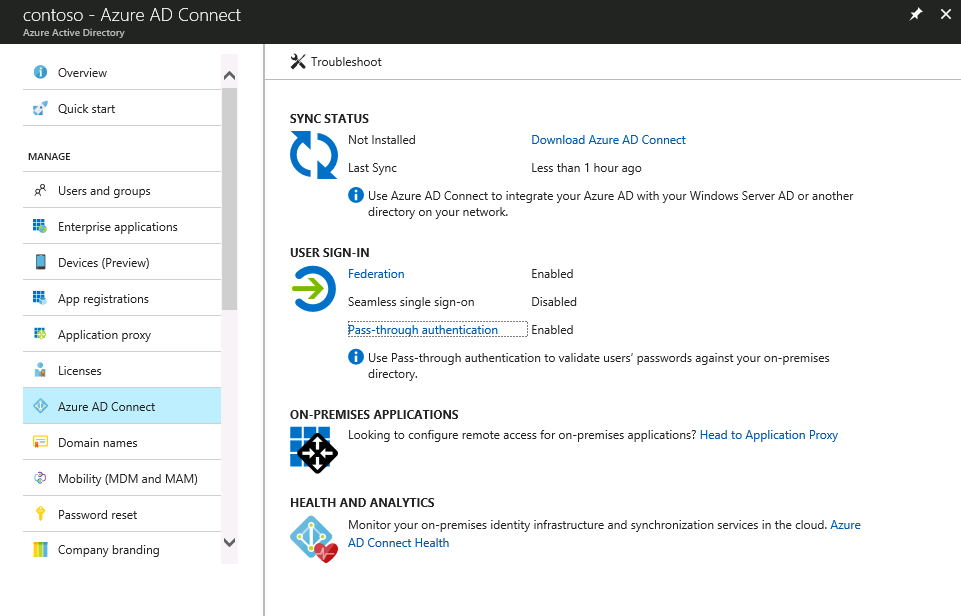 contoso - Azure AD Connect
Azure Active Directory
Overview
Quick start
MANAGE
Users and groups
Enterprise applications
Devices (Preview)
App registrations
Application proxy
Licenses
Azure AD Connect
Domain names
Mobility (MDM and MAM)
Password reset
Company branding
Troubleshoot
SYNC STATUS
Not Installed Download Azure AD Connect
Last Sync Less than 1 hour ago
Use Azure AD Connect to integrate your Azure AD with your Windows Server AD or another
directory on your network.
USER SIGN-IN
Federation Enabled
Seamless single sign-on Disabled
Pass-through authentication Enabled
Use Pass-through authentication to validate users' passwords against your on-premises
directory.
ON-PREMISES APPLICATIONS
Looking to configure remote access for on-premises applications? Head to Application Proxy
HEALTH AND ANALYTICS
Monitor your on-premises identity infrastructure and synchronization services in the cloud. Azure
AD Connect Health